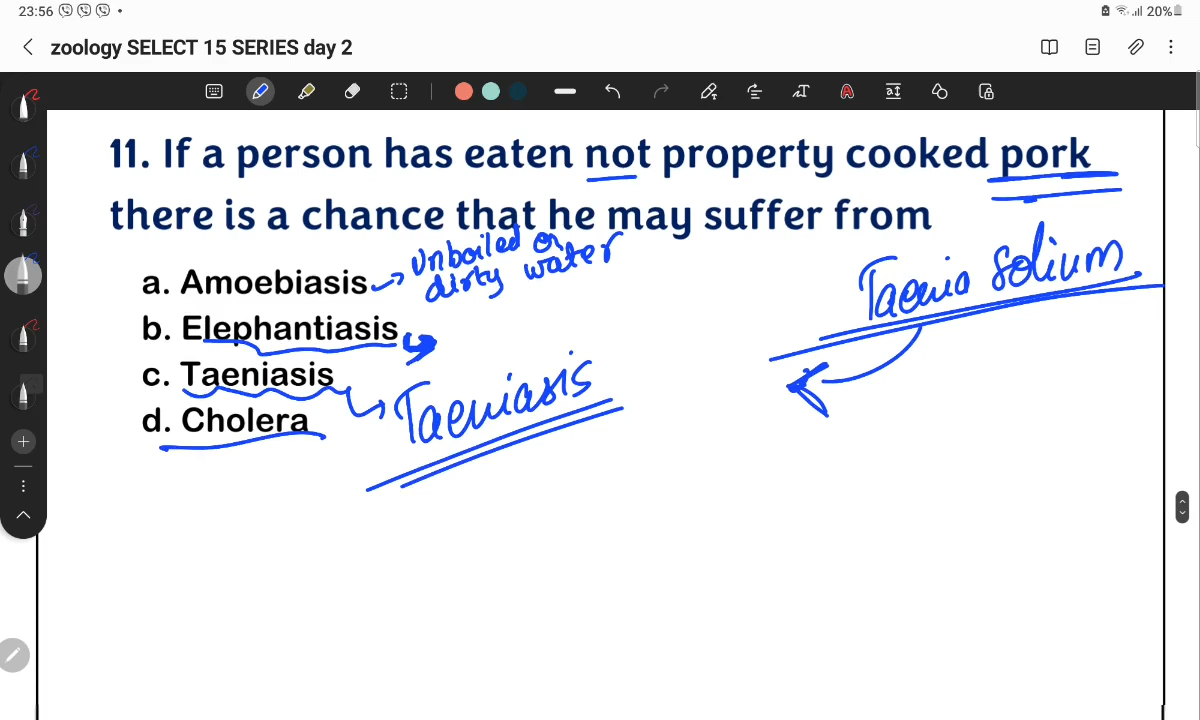 23:56
20%
zoology SELECT 15 SERIES day 2
11. If a person has eaten not property cooked pork
there is a chance that he may suffer from
Unboiled or
dirty water
a. Amoebiasis
b. Elephantiasis
c. Taeniasis
d. Cholera
Taeniasis
Taenia Solium